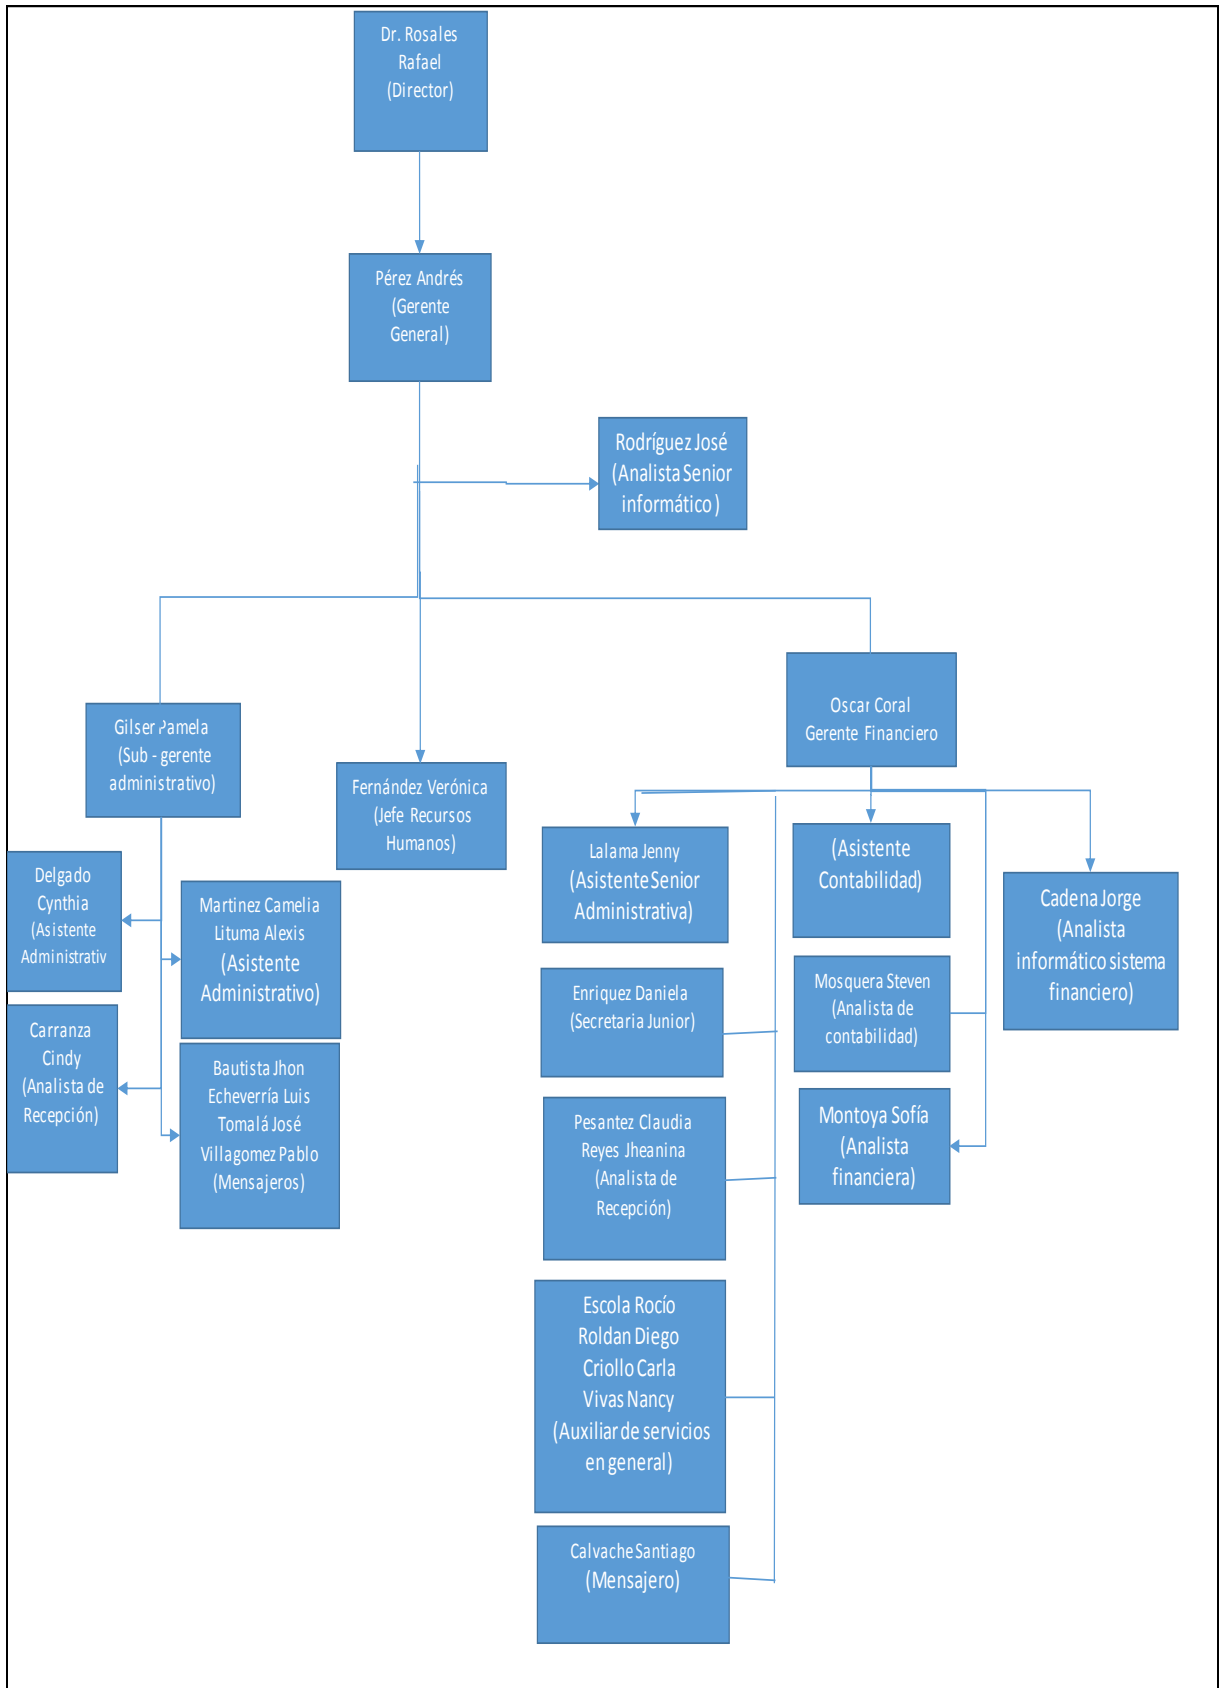 Dr. Rosales
Rafael
(Director)
Pérez Andrés
(Gerente
General)
Rodríguez José
(Analista Senior
informático )
Gilser Pamela
(Sub - gerente
administrativo)
Fernández Verónica
(Jefe Recursos
Humanos)
Oscar Coral
Gerente Financiero
Delgado
Cynthia
(Asistente
Administrativ
Martinez Camelia
Lituma Alexis
(Asistente
Administrativo)
Carranza
Cindy
(Analista de
Recepción)
Bautista Jhon
Echeverría Luis
Tomalá José
Villagomez Pablo
(Mensajeros)
Lalama Jenny
(Asistente Senior
Administrativa)
(Asistente
Contabilidad)
Cadena Jorge
(Analista
informático sistema
financiero)
Enriquez Daniela
(Secretaria Junior)
Mosquera Steven
(Analista de
contabilidad)
Pesantez Claudia
Reyes Jheanina
(Analista de
Recepción)
Montoya Sofía
(Analista
financiera)
Escola Rocío
Roldan Diego
Criollo Carla
Vivas Nancy
(Auxiliar de servicios
en general)
Calvache Santiago
(Mensajero)